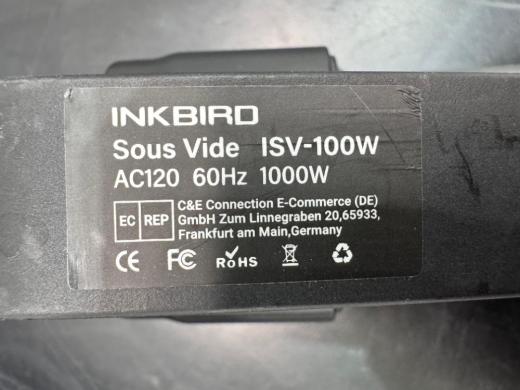 INKBIRD
Sous Vide ISV-100W
AC120 60Hz 1000W
EC REP
C&E Connection E-Commerce (DE)
GmbH Zum Linnegraben 20,65933,
Frankfurt am Main,Germany
CE FC RoHS